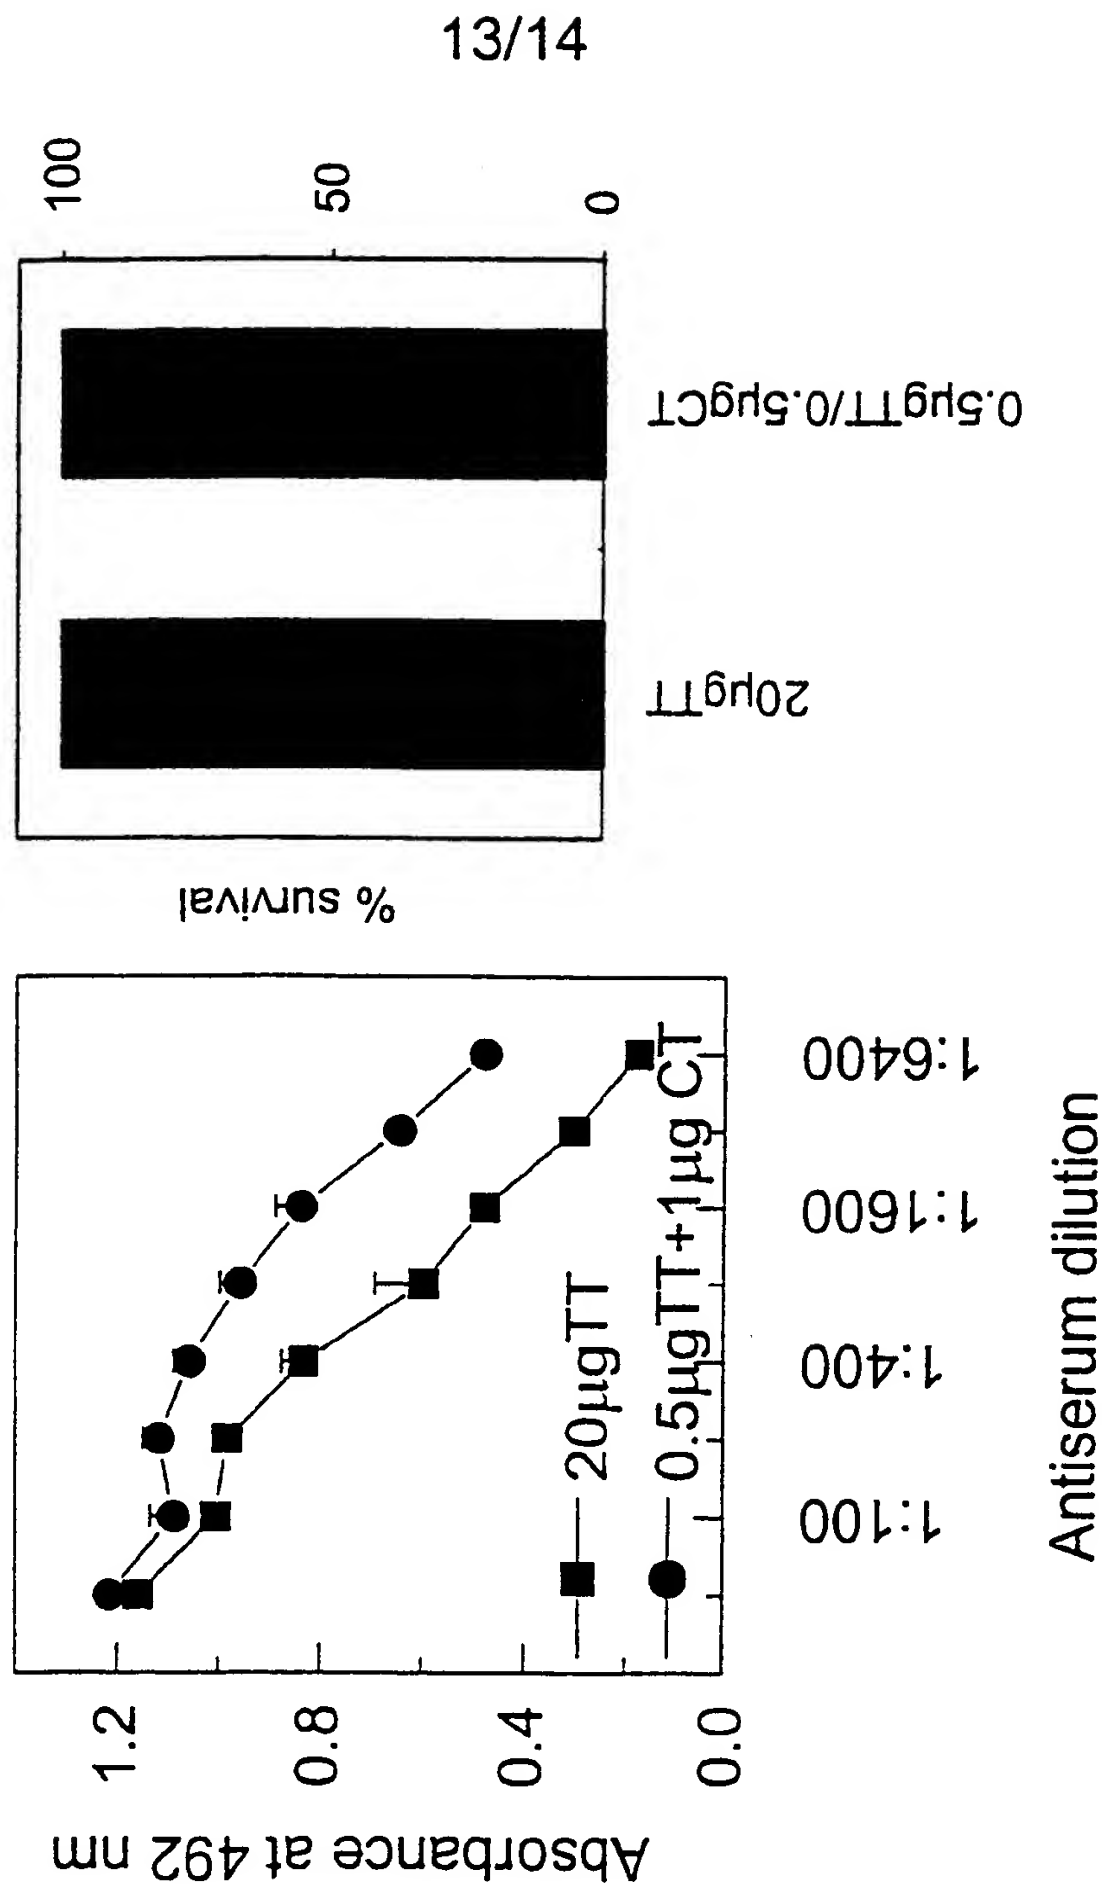 13/14
Absorbance at 492 nm
1.2
0.8
0.4
0.0
20µgTT
0.5µgTT+1µg CT
1:100
1:400
1:1600
1:6400
Antiserum dilution
% survival
100
50
0
20µgTT
0.5µgTT/0.5µgCT